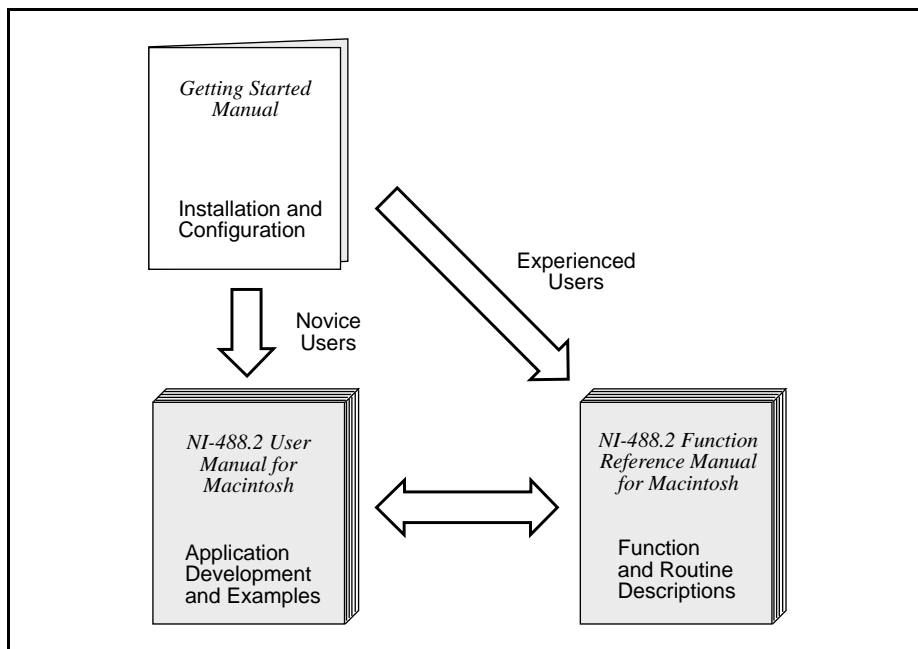 Getting Started
Manual
Installation and
Configuration
Experienced
Users
Novice
Users
NI-488.2 User
Manual for
Macintosh
Application
Development
and Examples
NI-488.2 Function
Reference Manual
for Macintosh
Function
and Routine
Descriptions